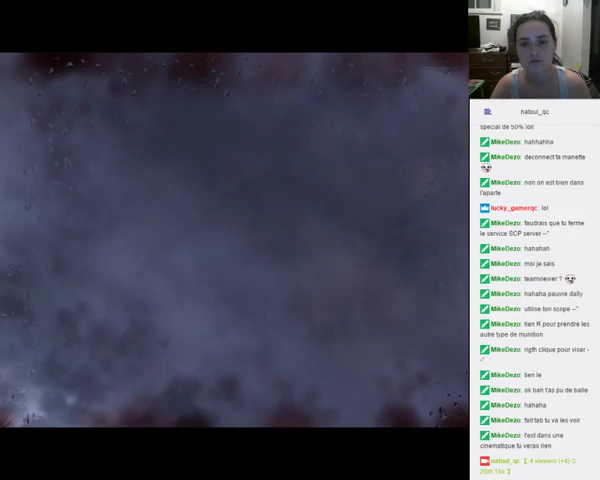 natoul_qc
special de 50% loll
MikeDezo: hahhahha
MikeDezo: deconnect ta manette
MikeDezo: non on est bien dans
l'aparte
lucky_gamerqc: lol
MikeDezo: faudrais que tu ferme
le service SCP server --"
MikeDezo: hahahah
MikeDezo: moi je sais
MikeDezo: teamviewer ?
MikeDezo: hahaha pauvre dally
MikeDezo: utilise ton scope --"
MikeDezo: tien R pour prendre les
autre type de munition
MikeDezo: rigth clique pour viser -
-"
MikeDezo: tien le
MikeDezo: ok bah t'as pu de balle
MikeDezo: hahaha
MikeDezo: fait tab tu va les voir
MikeDezo: t'est dans une
cinematique tu veras rien
natoul_qc 【 4 viewers (+4) ::
20m 15s 】